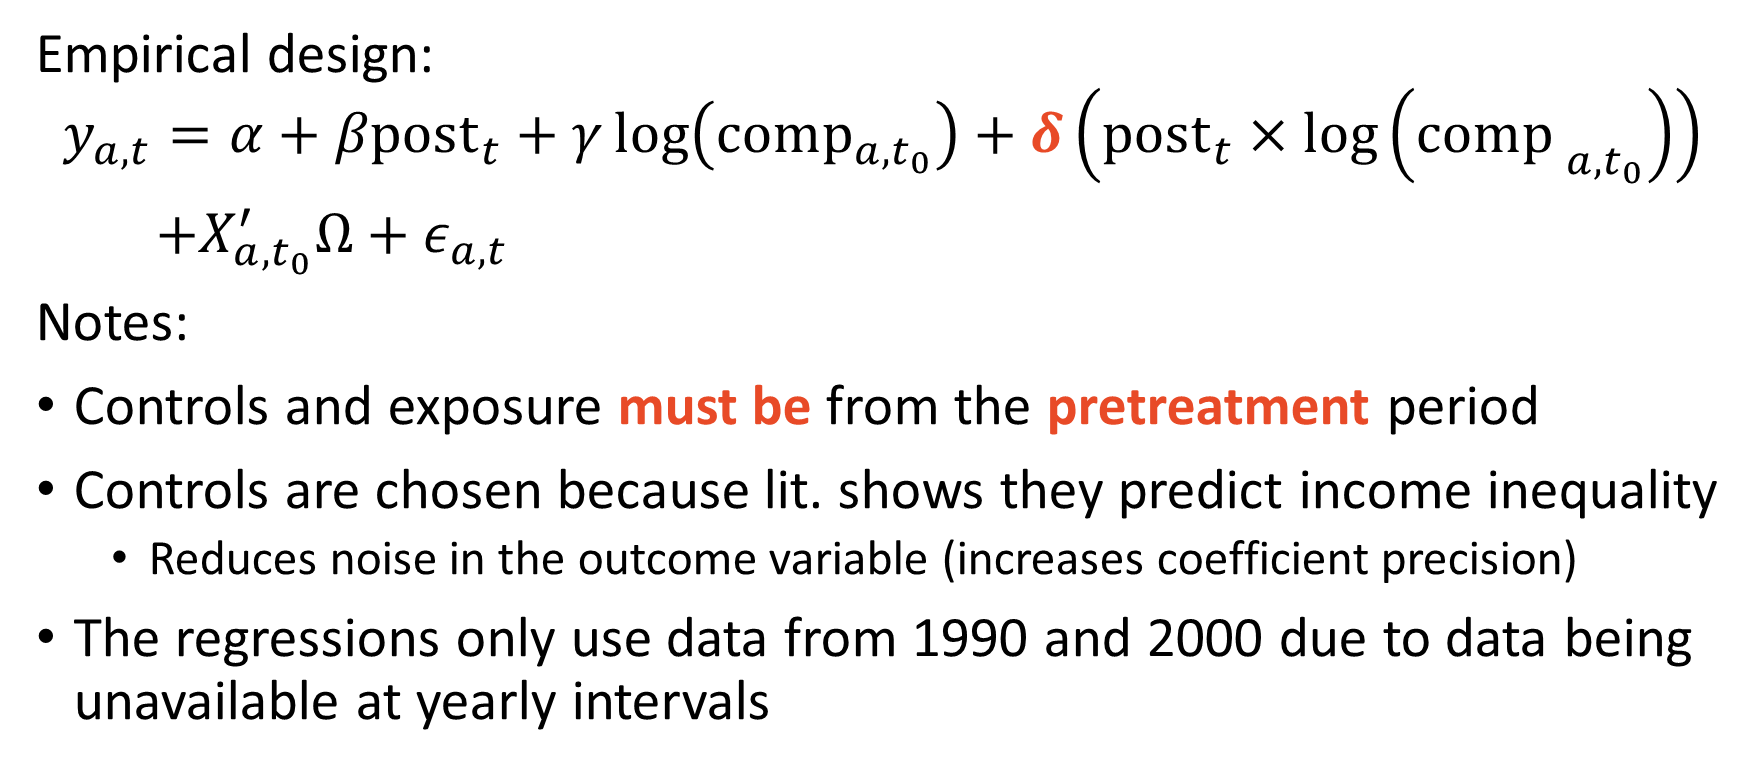 Empirical design:
y_{a,t} = α + βpost_t + γ log(comp_{a,t_0}) + δ (post_t × log (comp _{a,t_0}))
+X′_{a,t_0}Ω + ϵ_{a,t}
Notes:
• Controls and exposure must be from the pretreatment period
• Controls are chosen because lit. shows they predict income inequality
• Reduces noise in the outcome variable (increases coefficient precision)
• The regressions only use data from 1990 and 2000 due to data being
unavailable at yearly intervals